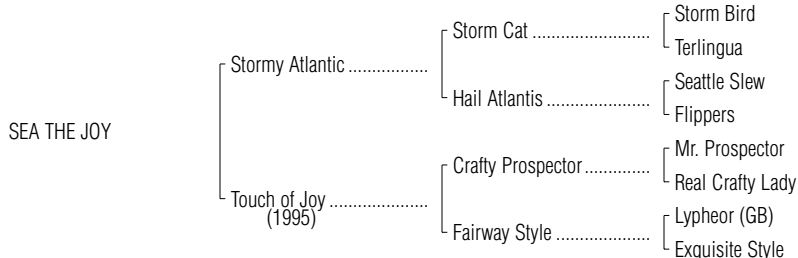 Storm Bird
Storm Cat ..........................
Terlingua
Stormy Atlantic .................
Seattle Slew
Hail Atlantis ......................
Flippers
SEA THE JOY
Mr. Prospector
Crafty Prospector..............
Real Crafty Lady
Touch of Joy .....................
(1995)
Lypheor (GB)
Fairway Style ....................
Exquisite Style